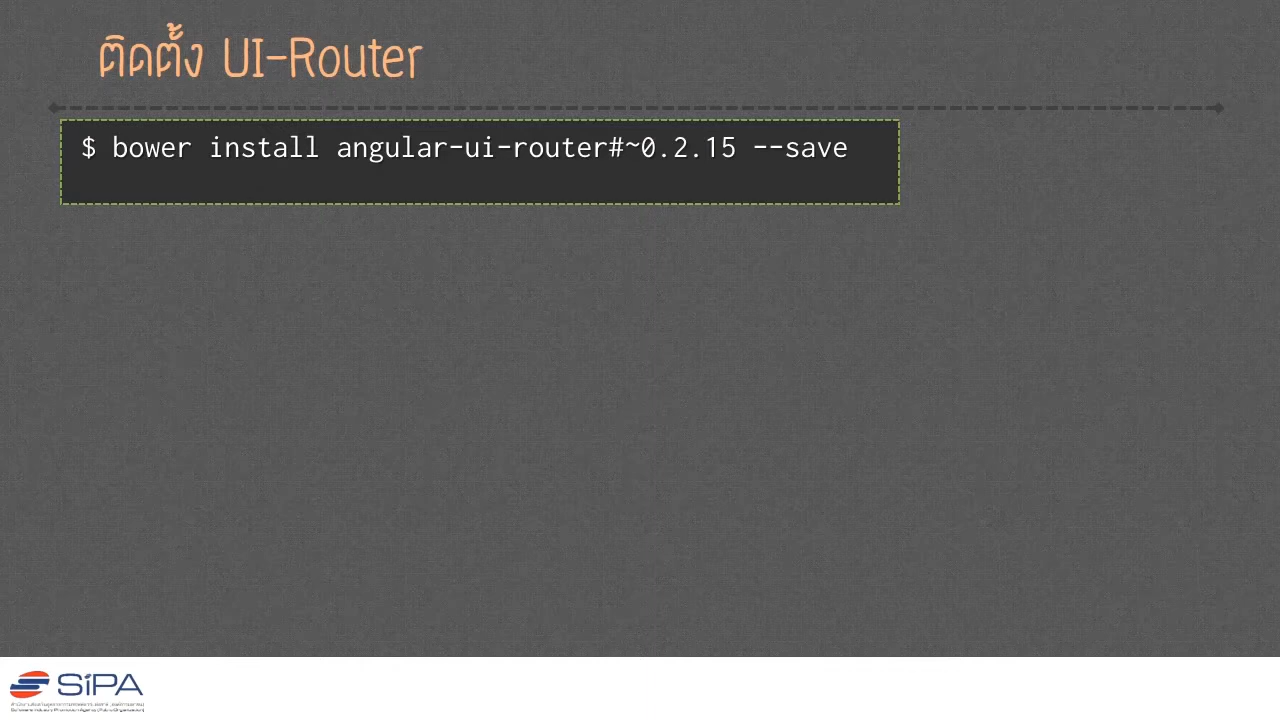 ติดตั้ง UI-Router
$ bower install angular-ui-router#~0.2.15 --save
SiPA